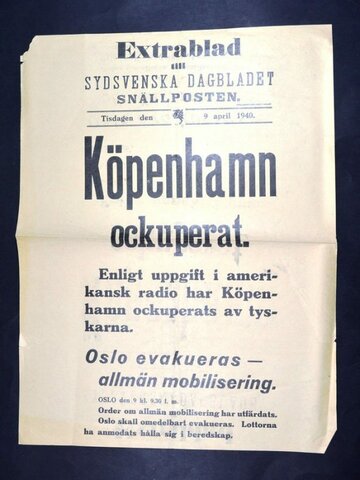 Extrablad
till
SYDSVENSKA DAGBLADET
SNÄLLPOSTEN.
Tisdagen den 9 april 1940.
Köpenhamn
ockuperat.
Enligt uppgift i ameri-
kansk radio har Köpen-
hamn ockuperats av tys-
karna.
Oslo evakueras —
allmän mobilisering.
OSLO den 9 kl. 9.30 f. m.
Order om allmän mobilisering har utfärdats.
Oslo skall omedelbart evakueras. Lottorna
ha anmodats hålla sig i beredskap.